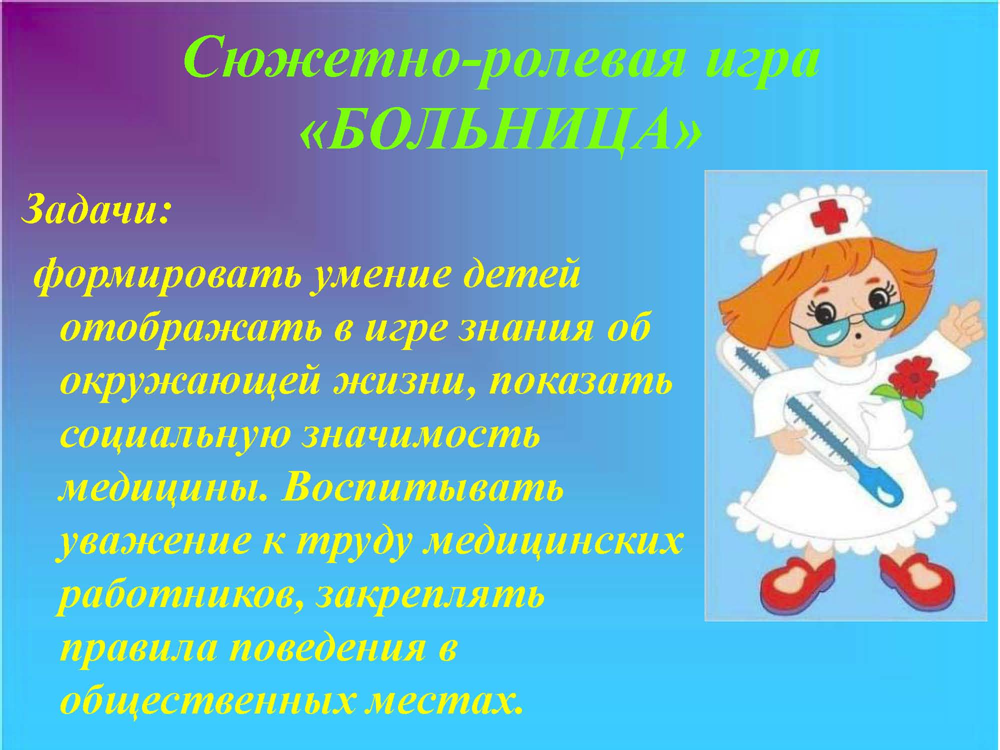 Сюжетно-ролевая игра
«БОЛЬНИЦА»
Задачи:
формировать умение детей
отображать в игре знания об
окружающей жизни, показать
социальную значимость
медицины. Воспитывать
уважение к труду медицинских
работников, закреплять
правила поведения в
общественных местах.